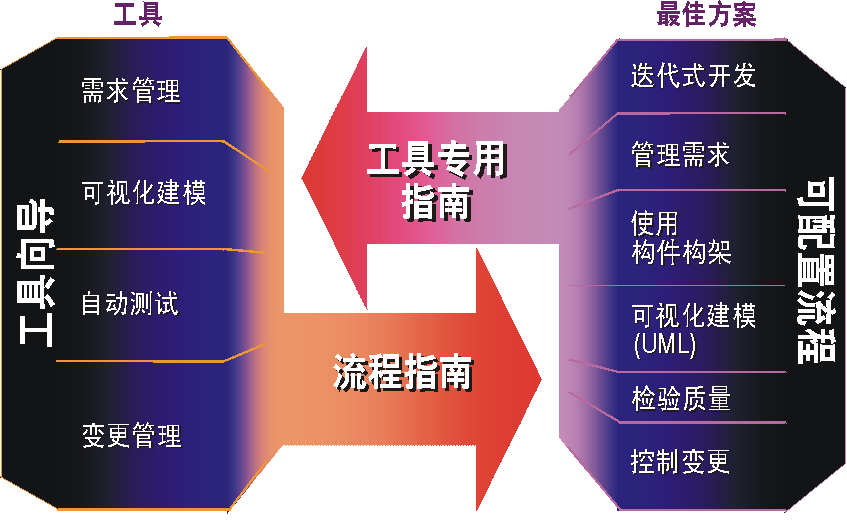 工具
最佳方案
工具向导
需求管理
可视化建模
自动测试
变更管理
工具专用
指南
流程指南
迭代式开发
管理需求
使用
构件构架
可视化建模
(UML)
检验质量
控制变更
可配置流程